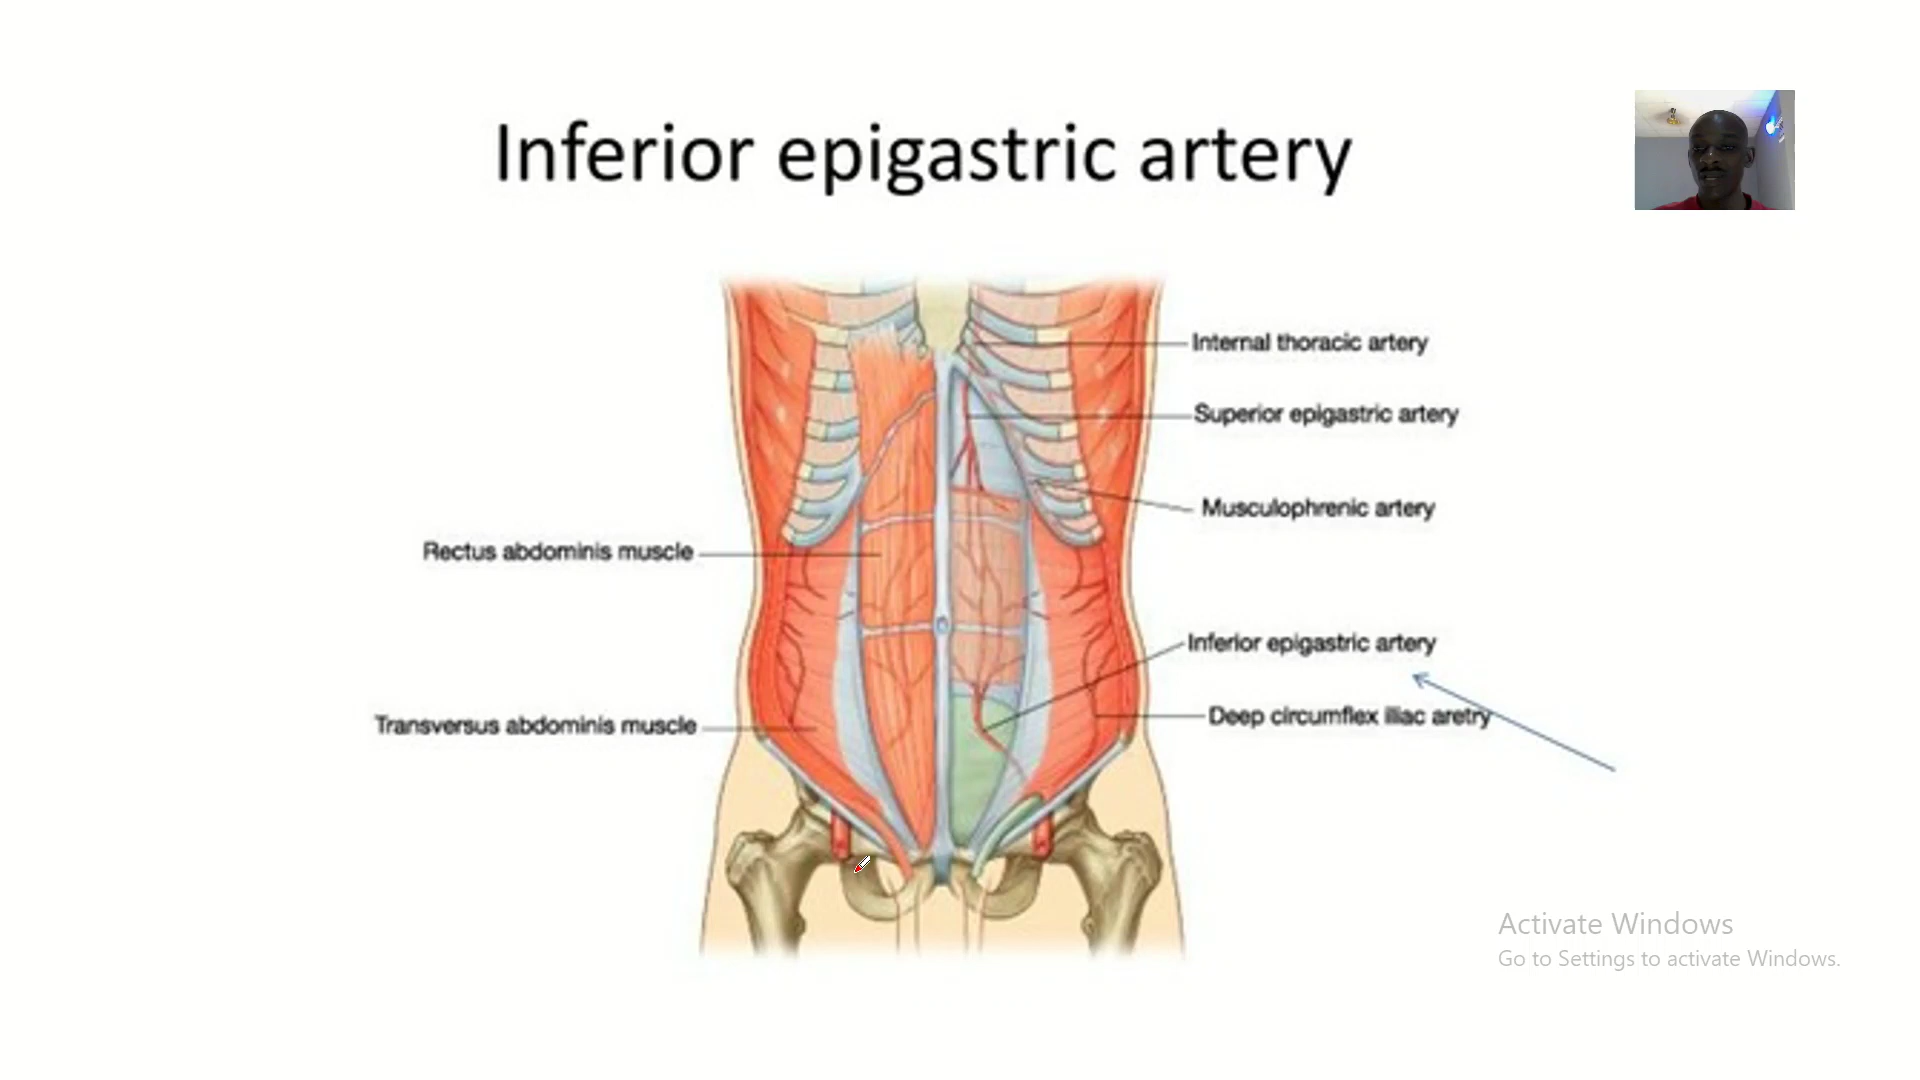 Inferior epigastric artery
Internal thoracic artery
Superior epigastric artery
Musculophrenic artery
Rectus abdominis muscle
Inferior epigastric artery
Deep circumflex iliac aretry
Transversus abdominis muscle
Activate Windows
Go to Settings to activate Windows.